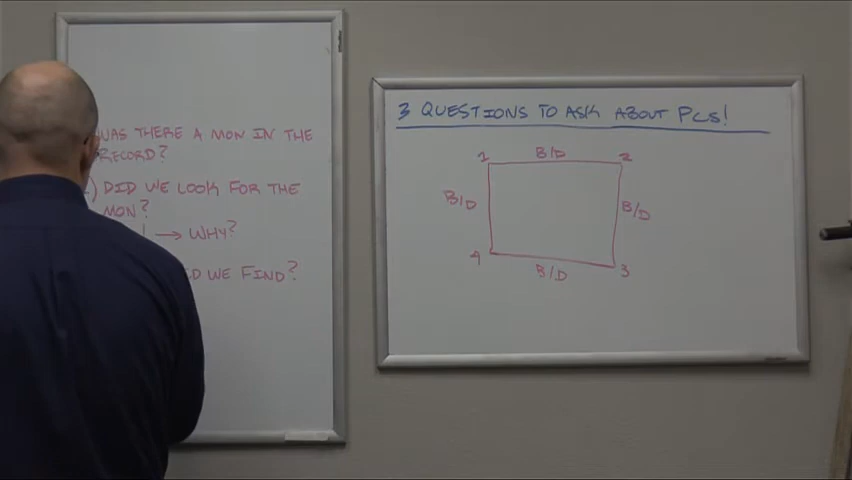 WAS THERE A MON IN THE
RECORD?
) DID WE LOOK FOR THE
MON?
→ WHY?
WE FIND?
3 QUESTIONS TO ASK ABOUT PCS!
1 B/D 2
B/D B/D
4 B/D 3